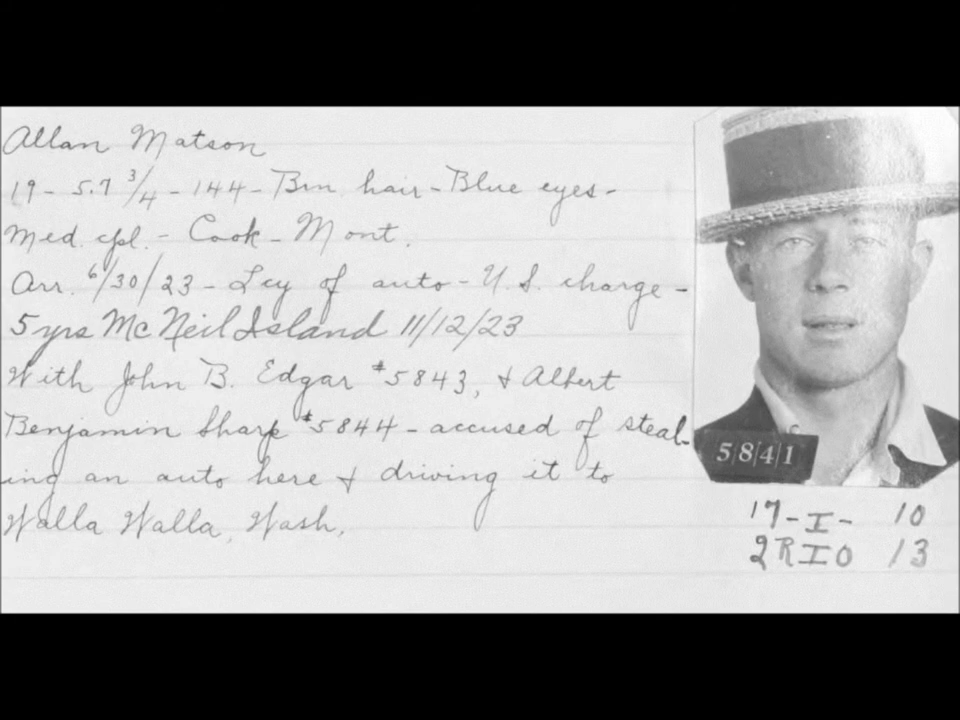 Allan Matson
19 - 5.7 3/4 - 144 - Brn hair - Blue eyes -
Med. cpl. - Cook - Mont.
Arr. 6/30/23 - Lcy of auto - U.S. charge -
5 yrs McNeil Island 11/12/23
With John B. Edgar #5843, & Albert
Benjamin Sharp #5844 - accused of steal-
ing an auto here & driving it to
Walla Walla, Wash.
5841
17 - I - 10
2 R I O 13